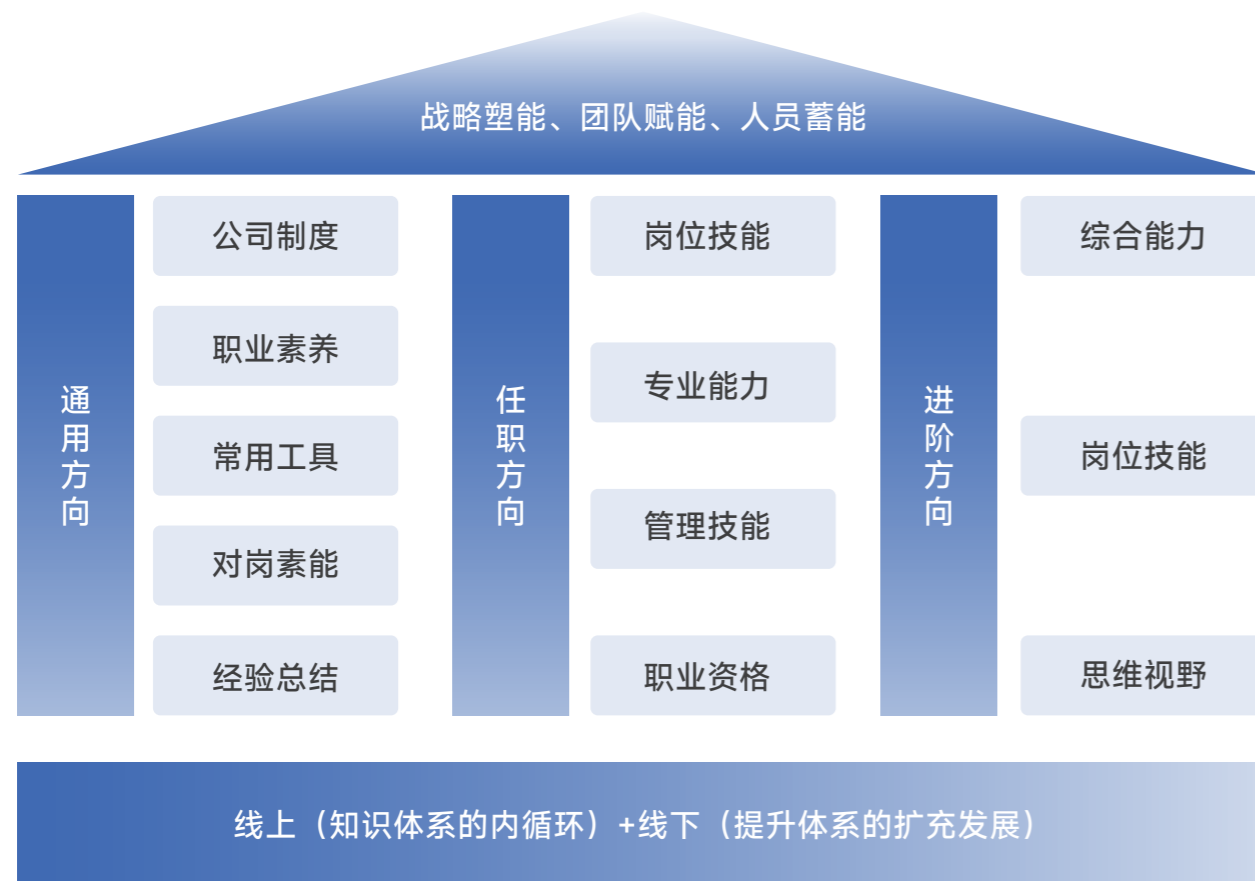 战略塑能、团队赋能、人员蓄能
通用方向
公司制度
职业素养
常用工具
对岗素能
经验总结
任职方向
岗位技能
专业能力
管理技能
职业资格
进阶方向
综合能力
岗位技能
思维视野
线上（知识体系的内循环）+线下（提升体系的扩充发展）